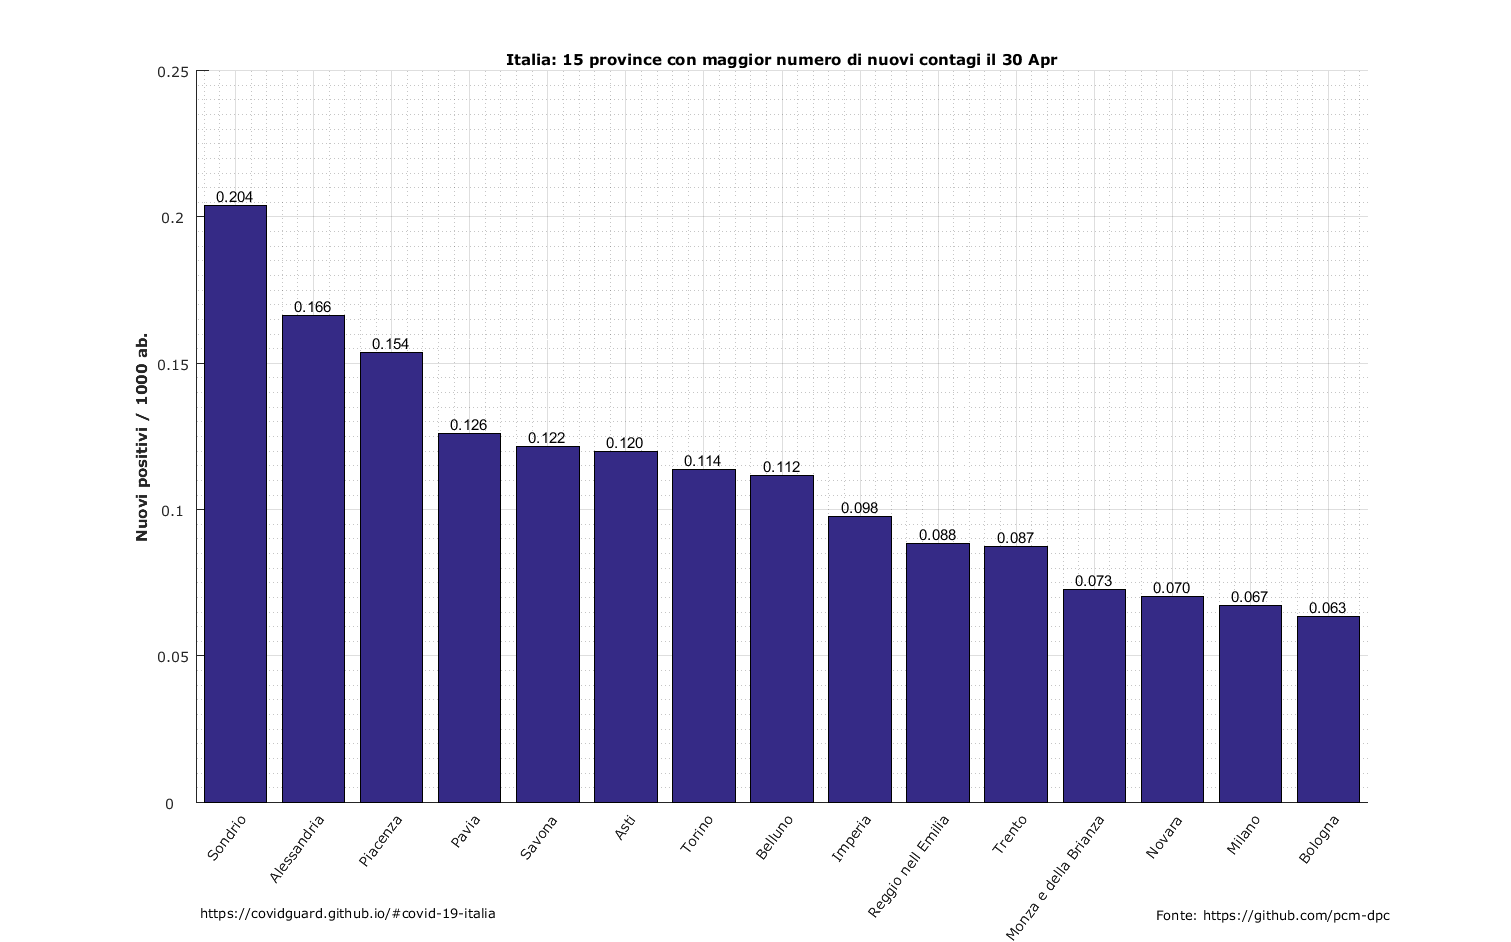 Italia: 15 province con maggior numero di nuovi contagi il 30 Apr
Nuovi positivi / 1000 ab.
0.25
0.2
0.15
0.1
0.05
0
0.204
0.166
0.154
0.126
0.122
0.120
0.114
0.112
0.098
0.088
0.087
0.073
0.070
0.067
0.063
Sondrio
Alessandria
Piacenza
Pavia
Savona
Asti
Torino
Belluno
Imperia
Reggio nell Emilia
Trento
Monza e della Brianza
Novara
Milano
Bologna
https://covidguard.github.io/#covid-19-italia
Fonte: https://github.com/pcm-dpc